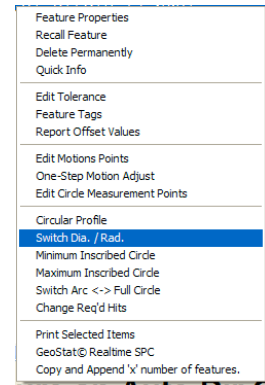 Feature Properties
Recall Feature
Delete Permanently
Quick Info
Edit Tolerance
Feature Tags
Report Offset Values
Edit Motions Points
One-Step Motion Adjust
Edit Circle Measurement Points
Circular Profile
Switch Dia. / Rad.
Minimum Inscribed Circle
Maximum Inscribed Circle
Switch Arc <-> Full Circle
Change Req'd Hits
Print Selected Items
GeoStat© Realtime SPC
Copy and Append 'x' number of features.